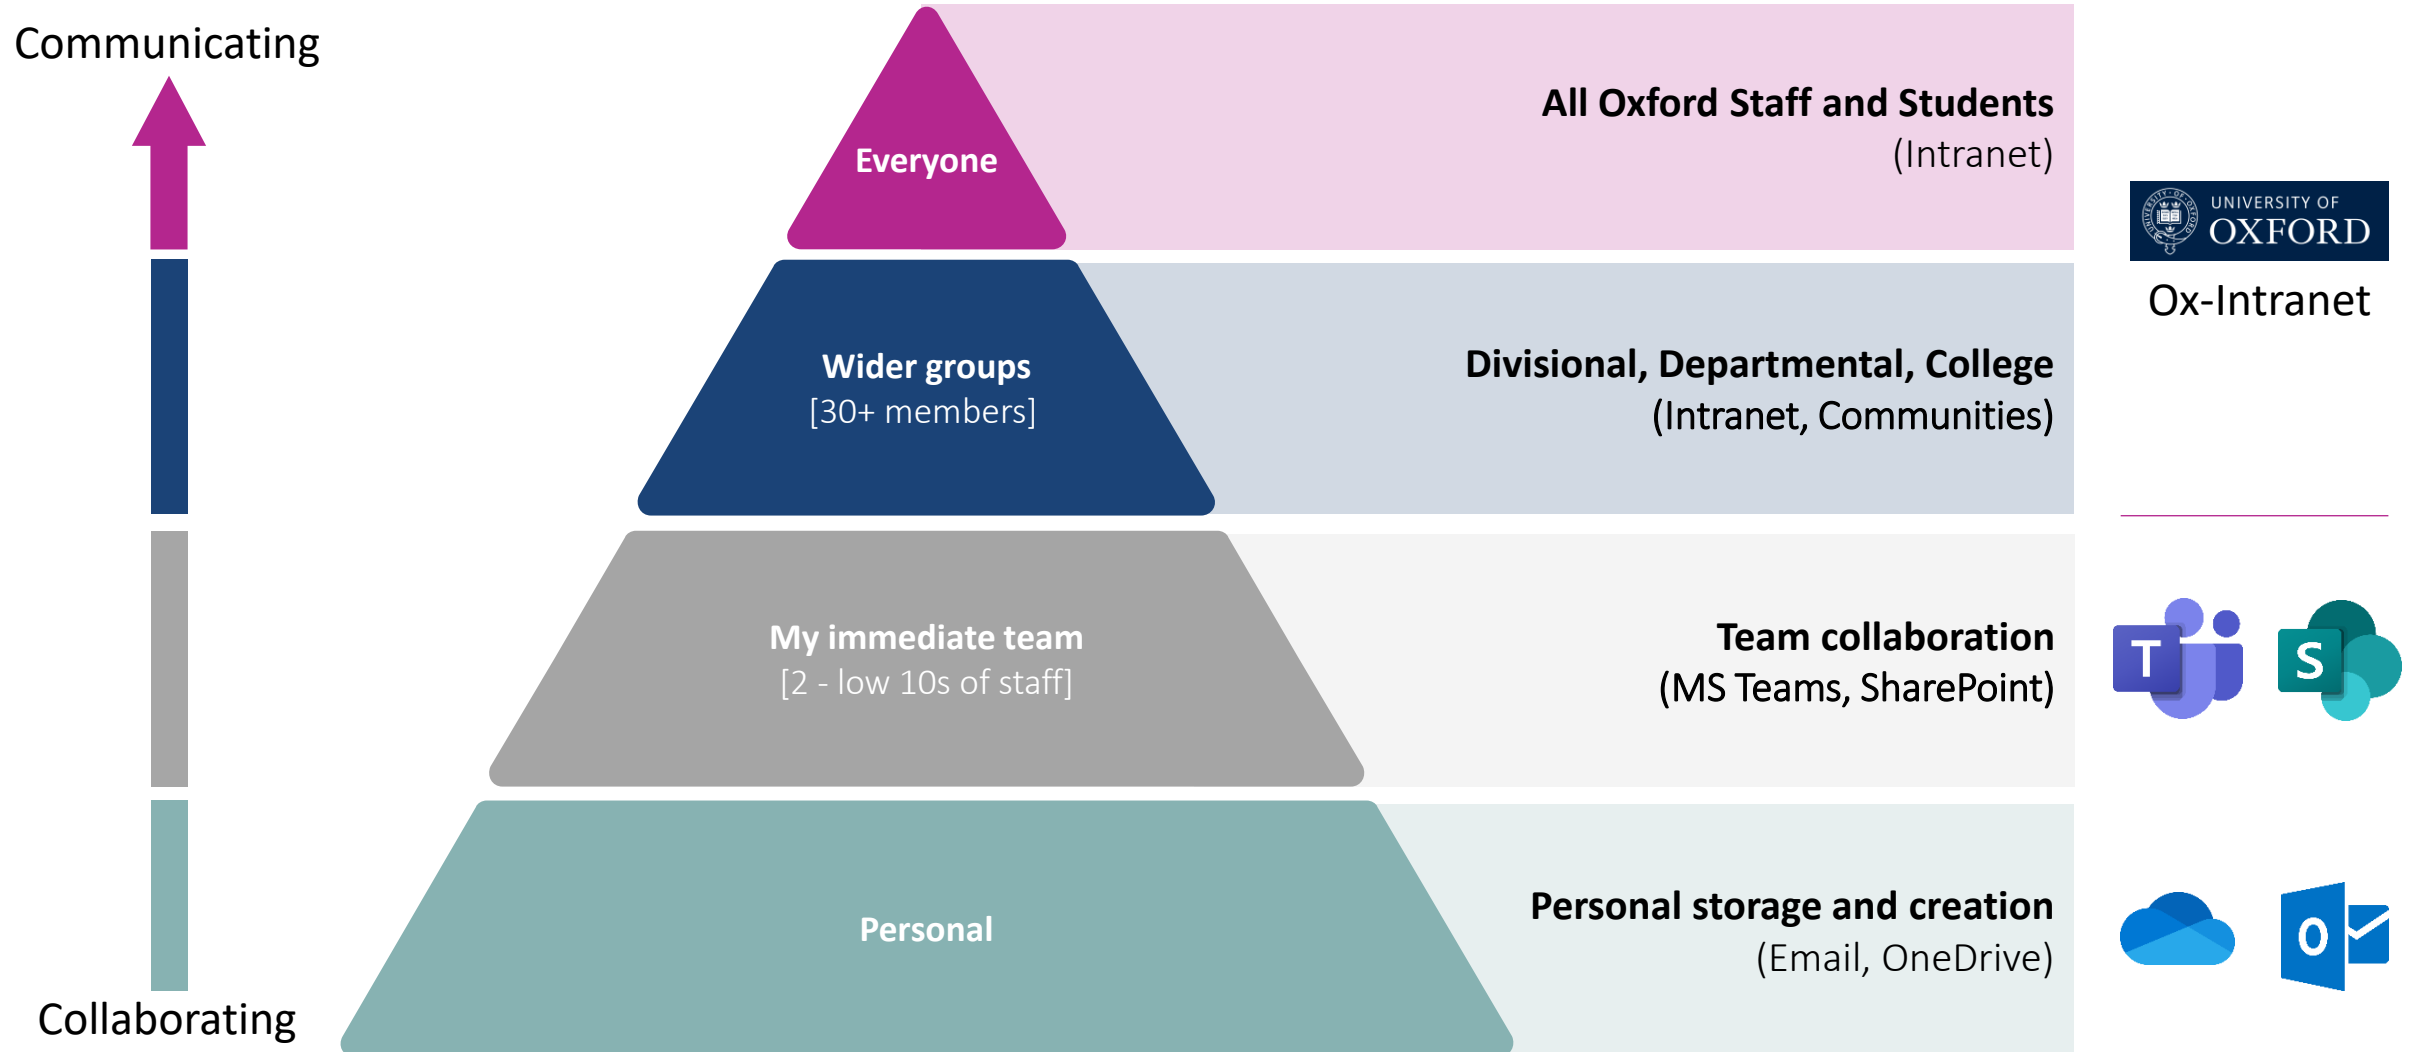 Communicating
Everyone
All Oxford Staff and Students
(Intranet)
UNIVERSITY OF
OXFORD
Ox-Intranet
Wider groups
[30+ members]
Divisional, Departmental, College
(Intranet, Communities)
My immediate team
[2 - low 10s of staff]
Team collaboration
(MS Teams, SharePoint)
T
S
Personal
Personal storage and creation
(Email, OneDrive)
O
Collaborating